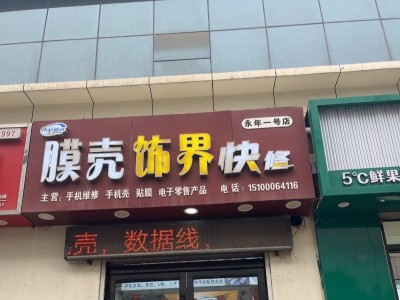 永年一号店
膜壳饰界快修
主营：手机维修 手机壳 贴膜 电子零售产品 电话：15100064116
壳，数据线，
5℃鲜果
997